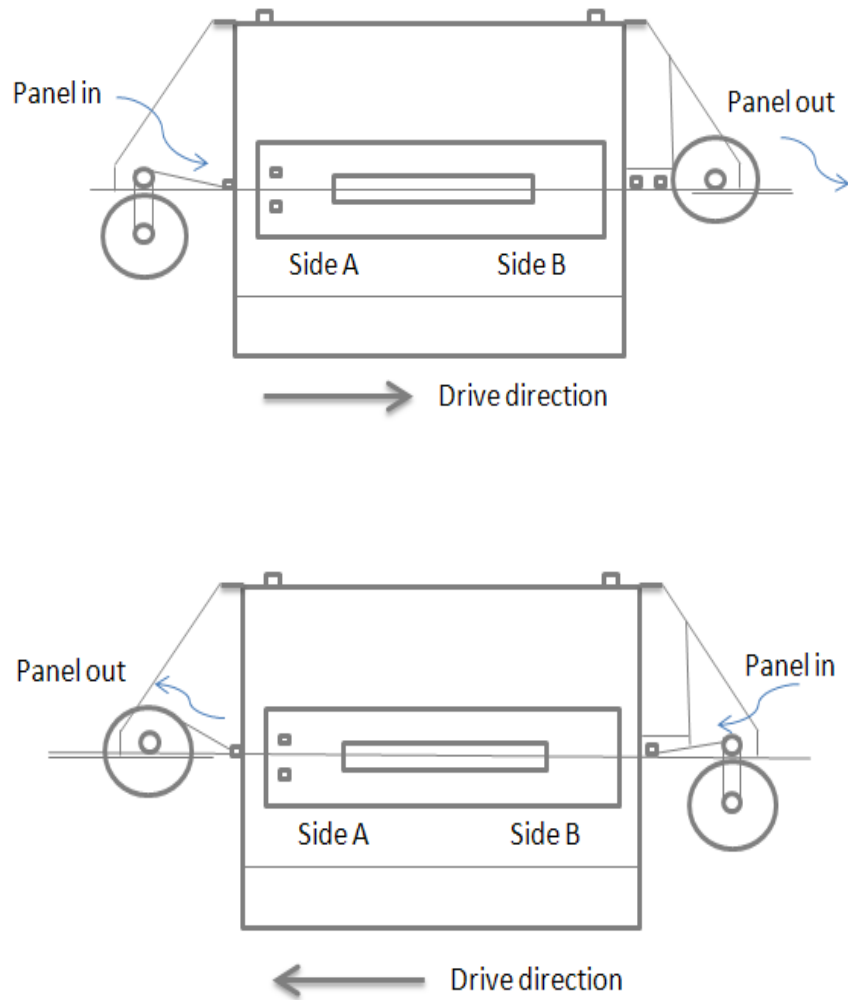 Panel in
Panel out
Side A
Side B
Drive direction
Panel out
Panel in
Side A
Side B
Drive direction